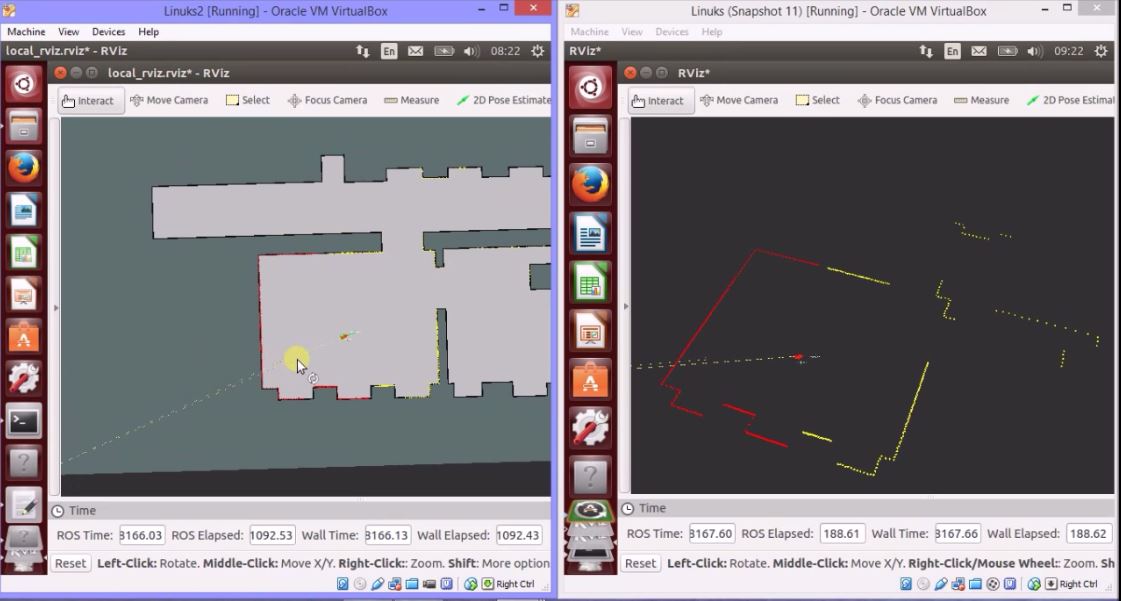 Linuks2 [Running] - Oracle VM VirtualBox
Machine View Devices Help
local_rviz.rviz* - RViz
En
08:22
local_rviz.rviz* - RViz
Interact Move Camera Select Focus Camera Measure 2D Pose Estimate
Time
ROS Time: 8166.03 ROS Elapsed: 1092.53 Wall Time: 8166.13 Wall Elapsed: 1092.43
Reset Left-Click: Rotate. Middle-Click: Move X/Y. Right-Click:: Zoom. Shift: More option
Right Ctrl
Linuks (Snapshot 11) [Running] - Oracle VM VirtualBox
Machine View Devices Help
RViz*
En
09:22
RViz*
Interact Move Camera Select Focus Camera Measure 2D Pose Estimat
Time
ROS Time: 8167.60 ROS Elapsed: 188.61 Wall Time: 8167.66 Wall Elapsed: 188.62
Reset Left-Click: Rotate. Middle-Click: Move X/Y. Right-Click/Mouse Wheel:: Zoom. Sh
Right Ctrl